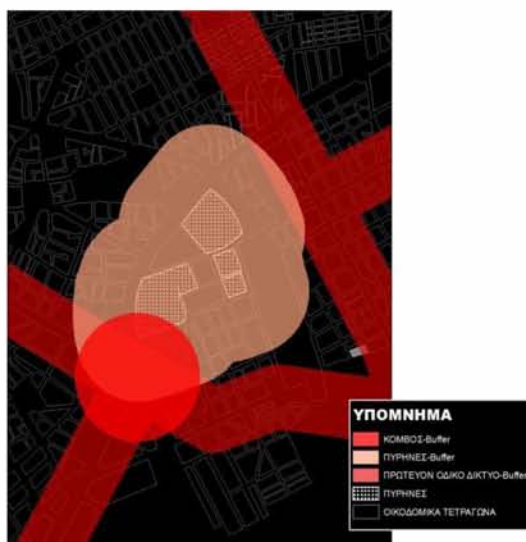 ΥΠΟΜΝΗΜΑ
ΚΟΜΒΟΣ-Buffer
ΠΥΡΗΝΕΣ-Buffer
ΠΡΩΤΕΥΟΝ ΟΔΙΚΟ ΔΙΚΤΥΟ-Buffer
ΠΥΡΗΝΕΣ
ΟΙΚΟΔΟΜΙΚΑ ΤΕΤΡΑΓΩΝΑ